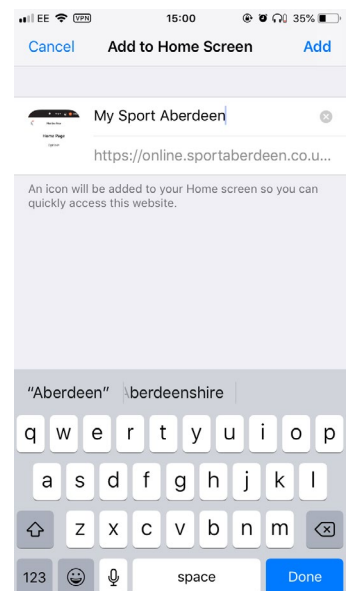 EE VPN 15:00 35%
Cancel Add to Home Screen Add
My Sport Aberdeen
https://online.sportaberdeen.co.u...
Home Page
An icon will be added to your Home screen so you can
quickly access this website.
“Aberdeen” Aberdeenshire
q w e r t y u i o p
a s d f g h j k l
z x c v b n m
123 space Done